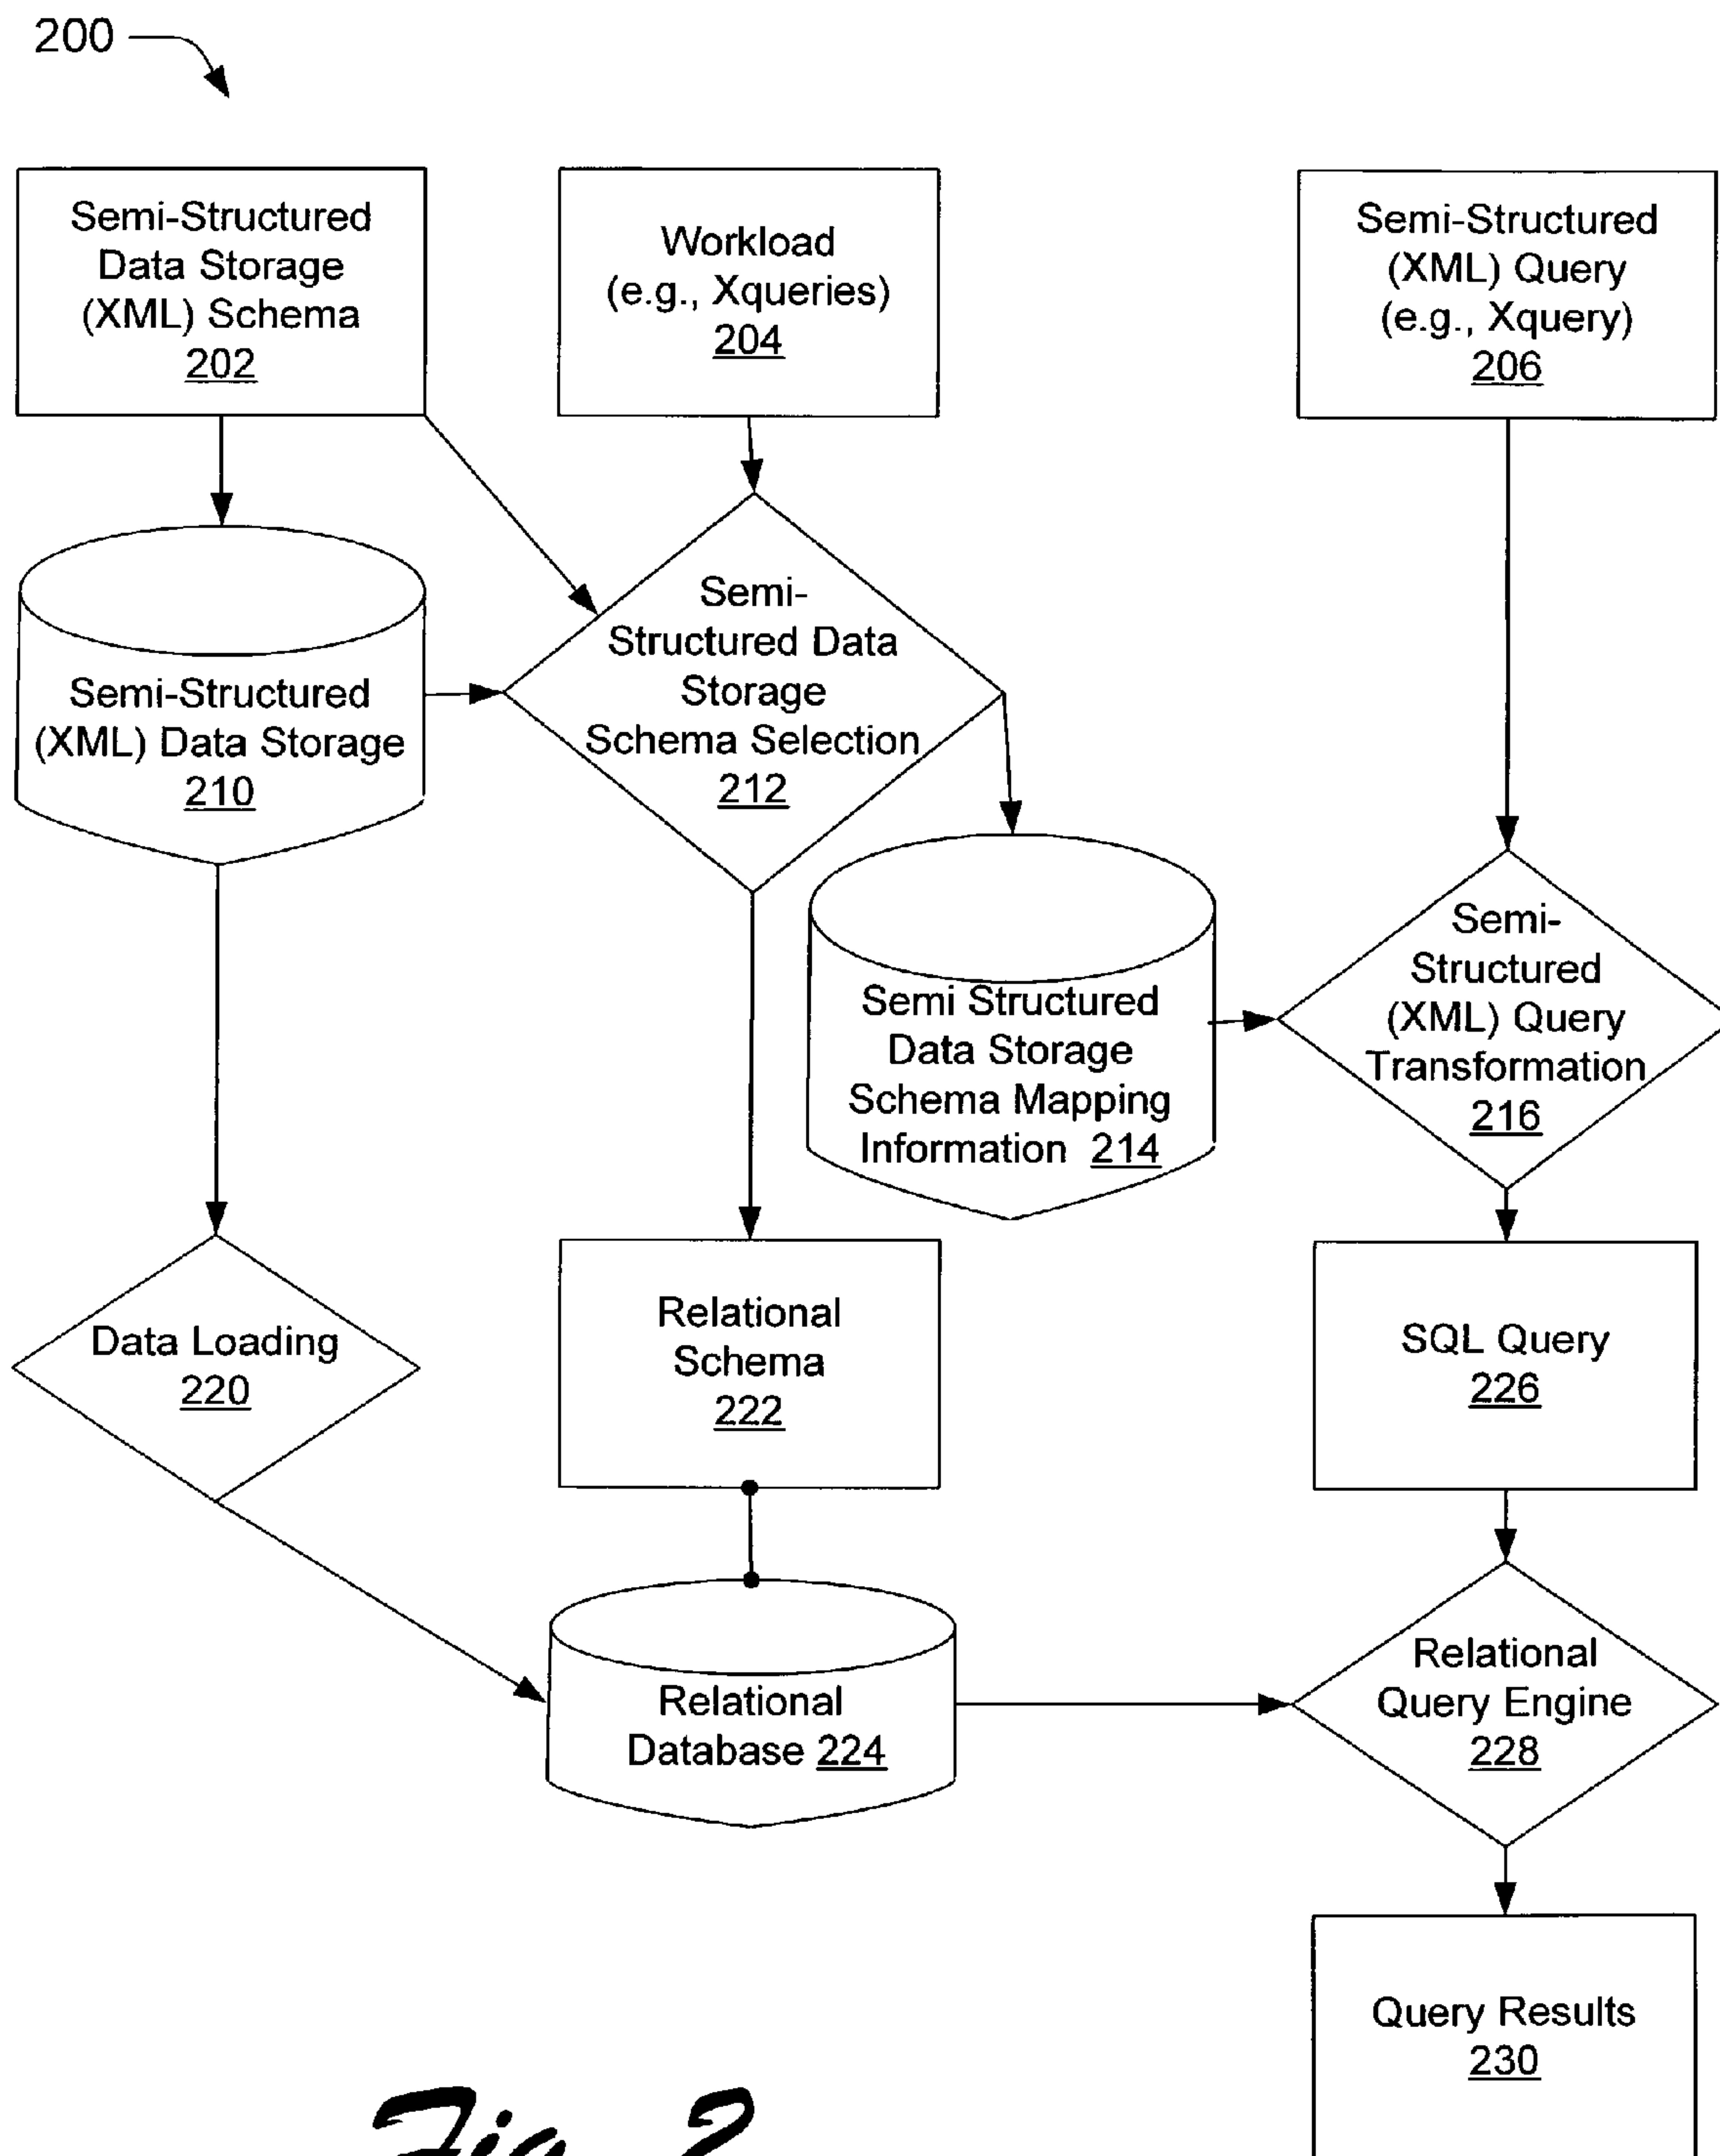 200
Semi-Structured
Data Storage
(XML) Schema
202
Workload
(e.g., Xqueries)
204
Semi-Structured
(XML) Query
(e.g., Xquery)
206
Semi-Structured
(XML) Data Storage
210
Semi-
Structured Data
Storage
Schema Selection
212
Semi Structured
Data Storage
Schema Mapping
Information 214
Semi-
Structured
(XML) Query
Transformation
216
Data Loading
220
Relational
Schema
222
SQL Query
226
Relational
Database 224
Relational
Query Engine
228
Query Results
230
Fig. 2